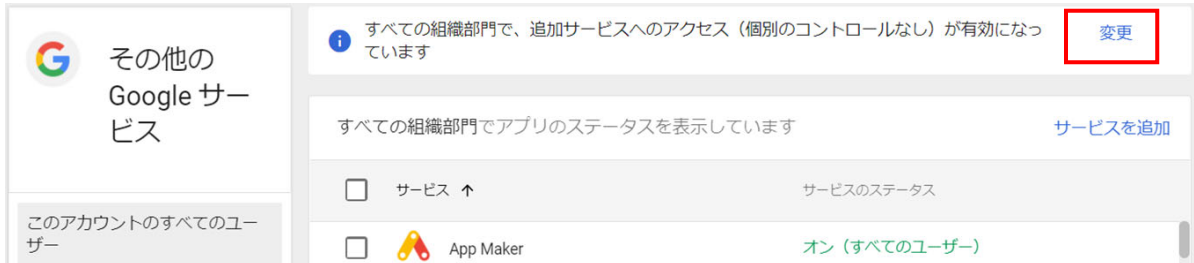 その他の
Google サー
ビス
このアカウントのすべてのユー
ザー
すべての組織部門で、追加サービスへのアクセス（個別のコントロールなし）が有効になっ
ています
変更
すべての組織部門でアプリのステータスを表示しています
サービスを追加
サービス ↑
サービスのステータス
App Maker
オン（すべてのユーザー）